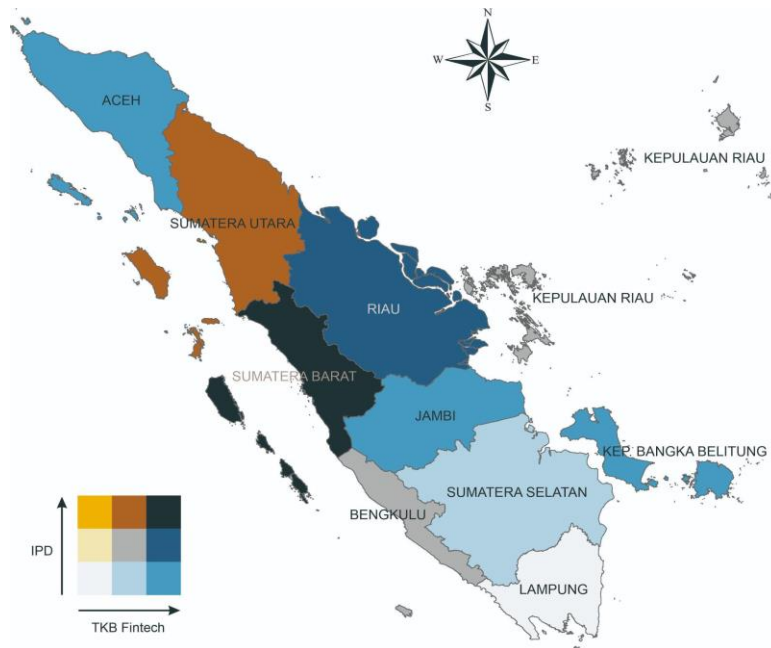 N
W
E
S
ACEH
KEPULAUAN RIAU
SUMATERA UTARA
KEPULAUAN RIAU
RIAU
SUMATERA BARAT
JAMBI
KEP. BANGKA BELITUNG
SUMATERA SELATAN
BENGKULU
LAMPUNG
IPD
TKB Fintech